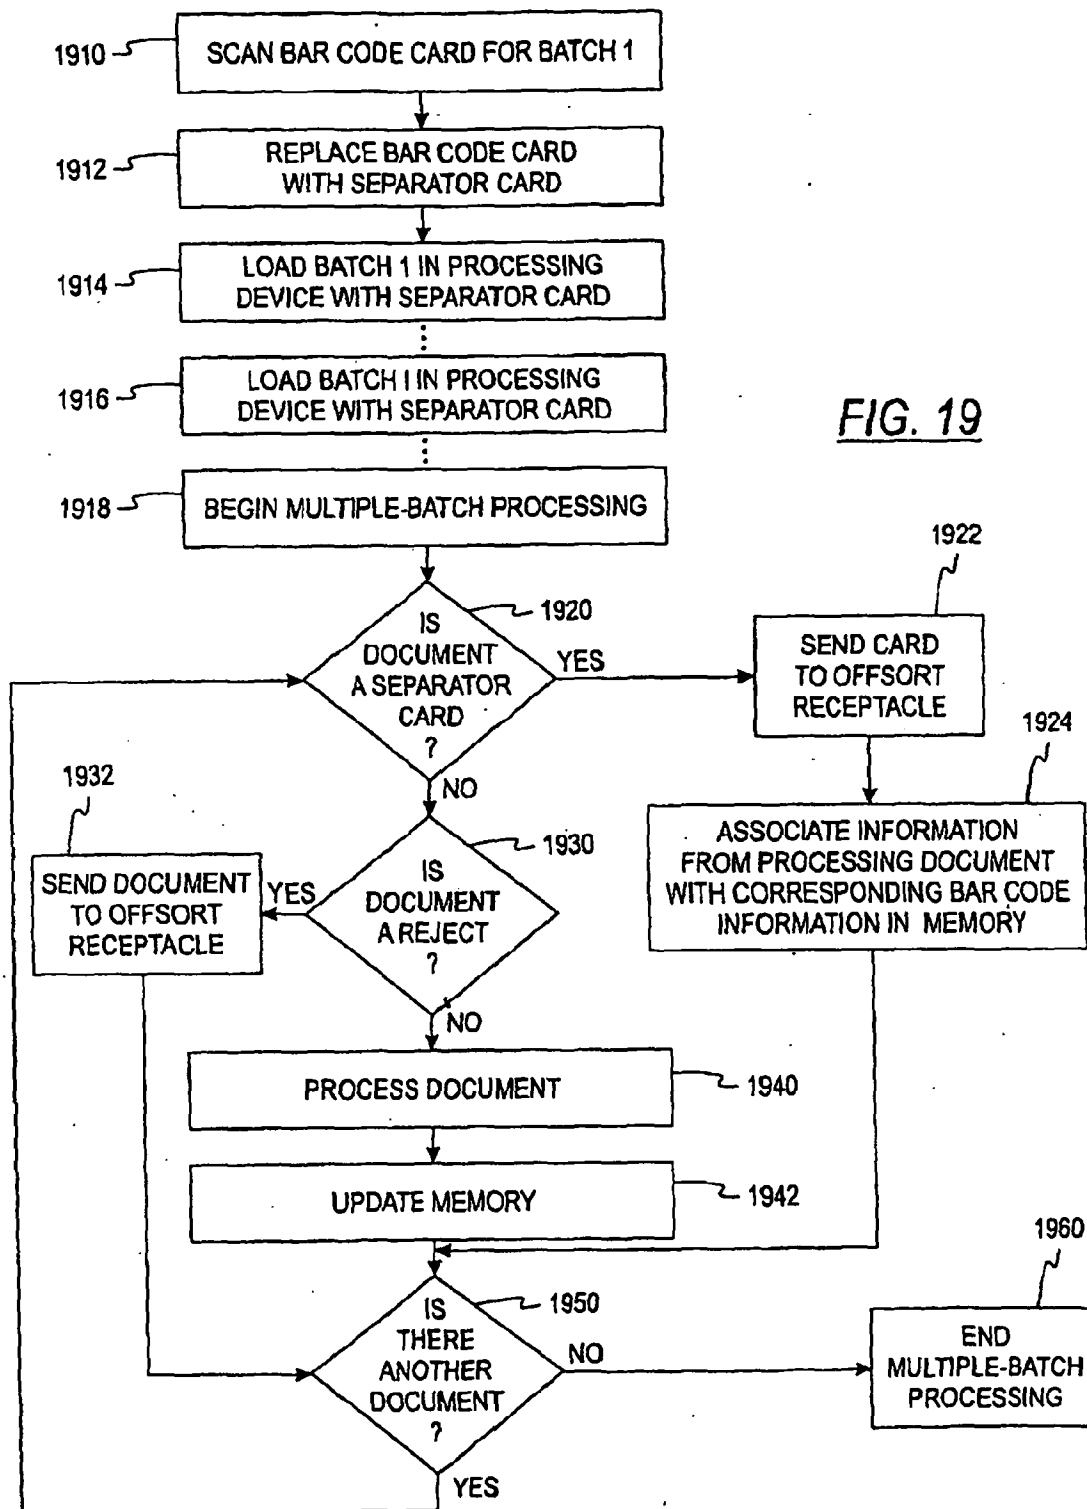 1910
SCAN BAR CODE CARD FOR BATCH 1
1912
REPLACE BAR CODE CARD
WITH SEPARATOR CARD
1914
LOAD BATCH 1 IN PROCESSING
DEVICE WITH SEPARATOR CARD
1916
LOAD BATCH I IN PROCESSING
DEVICE WITH SEPARATOR CARD
FIG. 19
1918
BEGIN MULTIPLE-BATCH PROCESSING
1920
IS
DOCUMENT
A SEPARATOR
CARD
?
YES
NO
1922
SEND CARD
TO OFFSORT
RECEPTACLE
1924
ASSOCIATE INFORMATION
FROM PROCESSING DOCUMENT
WITH CORRESPONDING BAR CODE
INFORMATION IN MEMORY
1930
IS
DOCUMENT
A REJECT
?
YES
NO
1932
SEND DOCUMENT
TO OFFSORT
RECEPTACLE
PROCESS DOCUMENT
1940
UPDATE MEMORY
1942
1950
IS
THERE
ANOTHER
DOCUMENT
?
NO
YES
1960
END
MULTIPLE-BATCH
PROCESSING